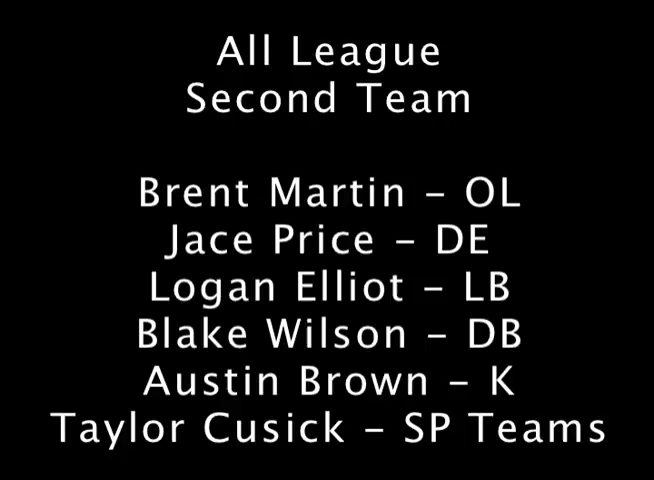 All League
Second Team
Brent Martin - OL
Jace Price - DE
Logan Elliot - LB
Blake Wilson - DB
Austin Brown - K
Taylor Cusick - SP Teams